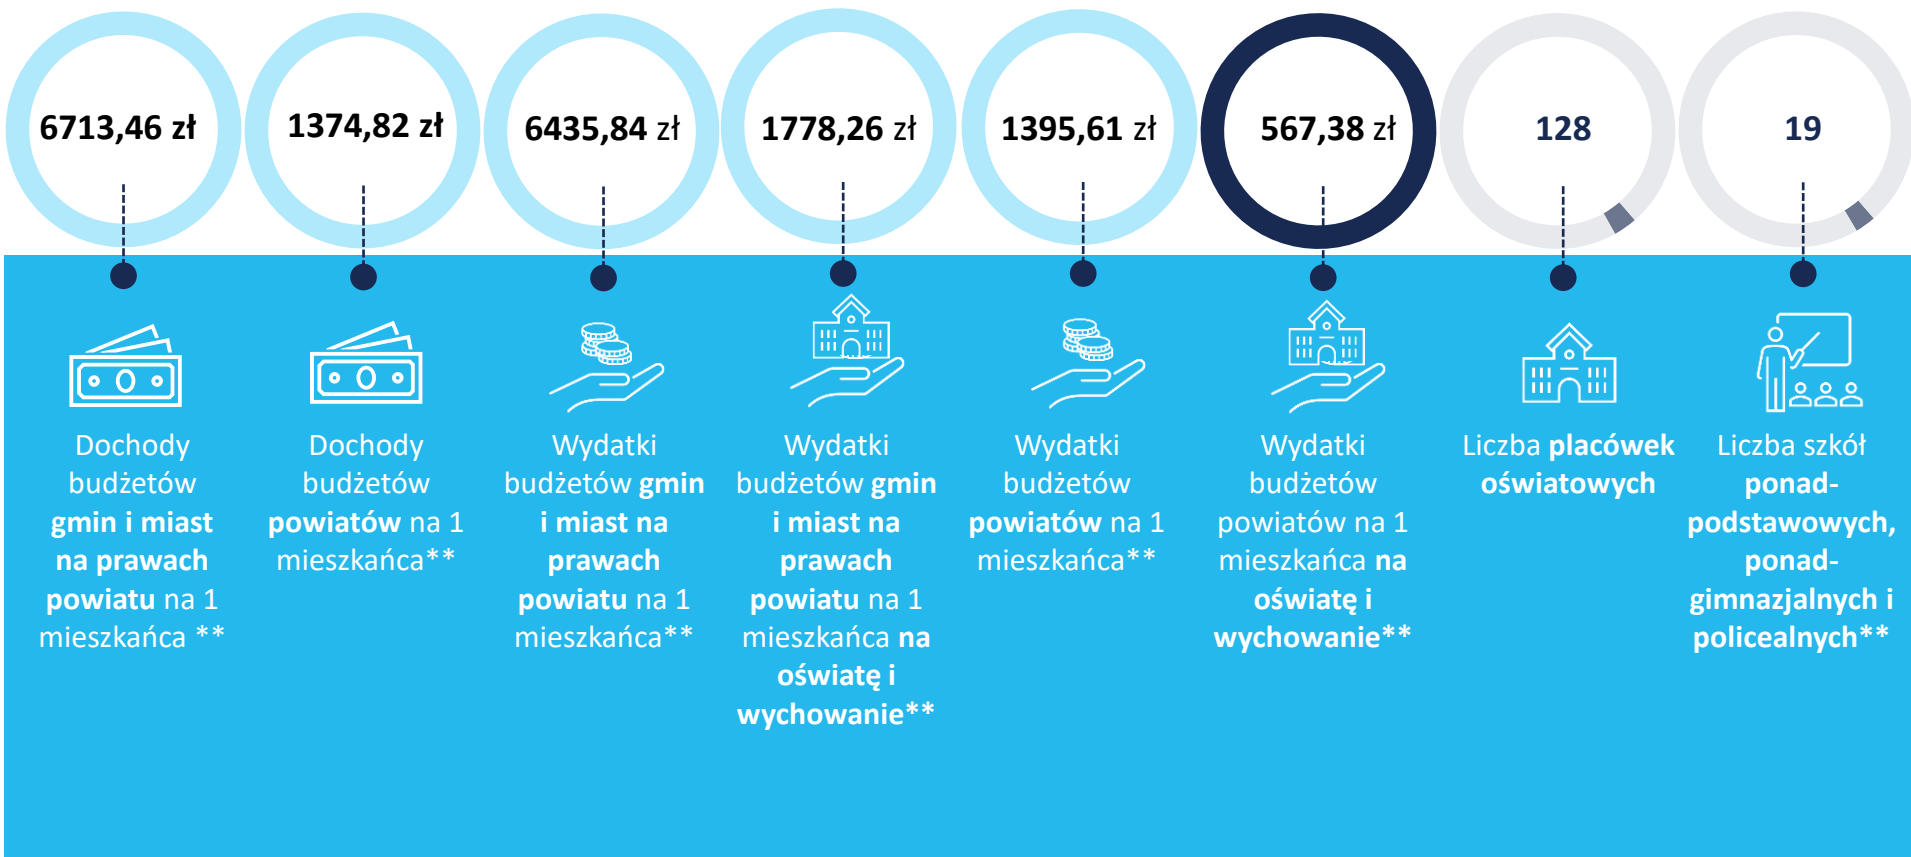 6713,46 zł
Dochody
budżetów
gmin i miast
na prawach
powiatu na 1
mieszkańca **
1374,82 zł
Dochody
budżetów
powiatów na 1
mieszkańca**
6435,84 zł
Wydatki
budżetów gmin
i miast na
prawach
powiatu na 1
mieszkańca**
1778,26 zł
Wydatki
budżetów gmin
i miast na
prawach
powiatu na 1
mieszkańca na
oświatę i
wychowanie**
1395,61 zł
Wydatki
budżetów
powiatów na 1
mieszkańca**
567,38 zł
Wydatki
budżetów
powiatów na 1
mieszkańca na
oświatę i
wychowanie**
128
Liczba placówek
oświatowych
19
Liczba szkół
ponad-
podstawowych,
ponad-
gimnazjalnych i
policealnych**